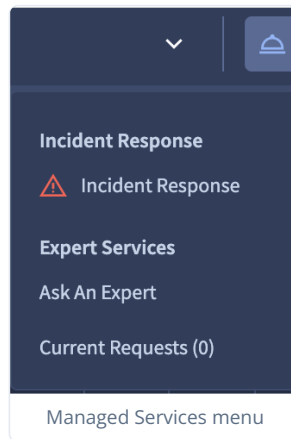 Incident Response
Incident Response
Expert Services
Ask An Expert
Current Requests (0)
Managed Services menu